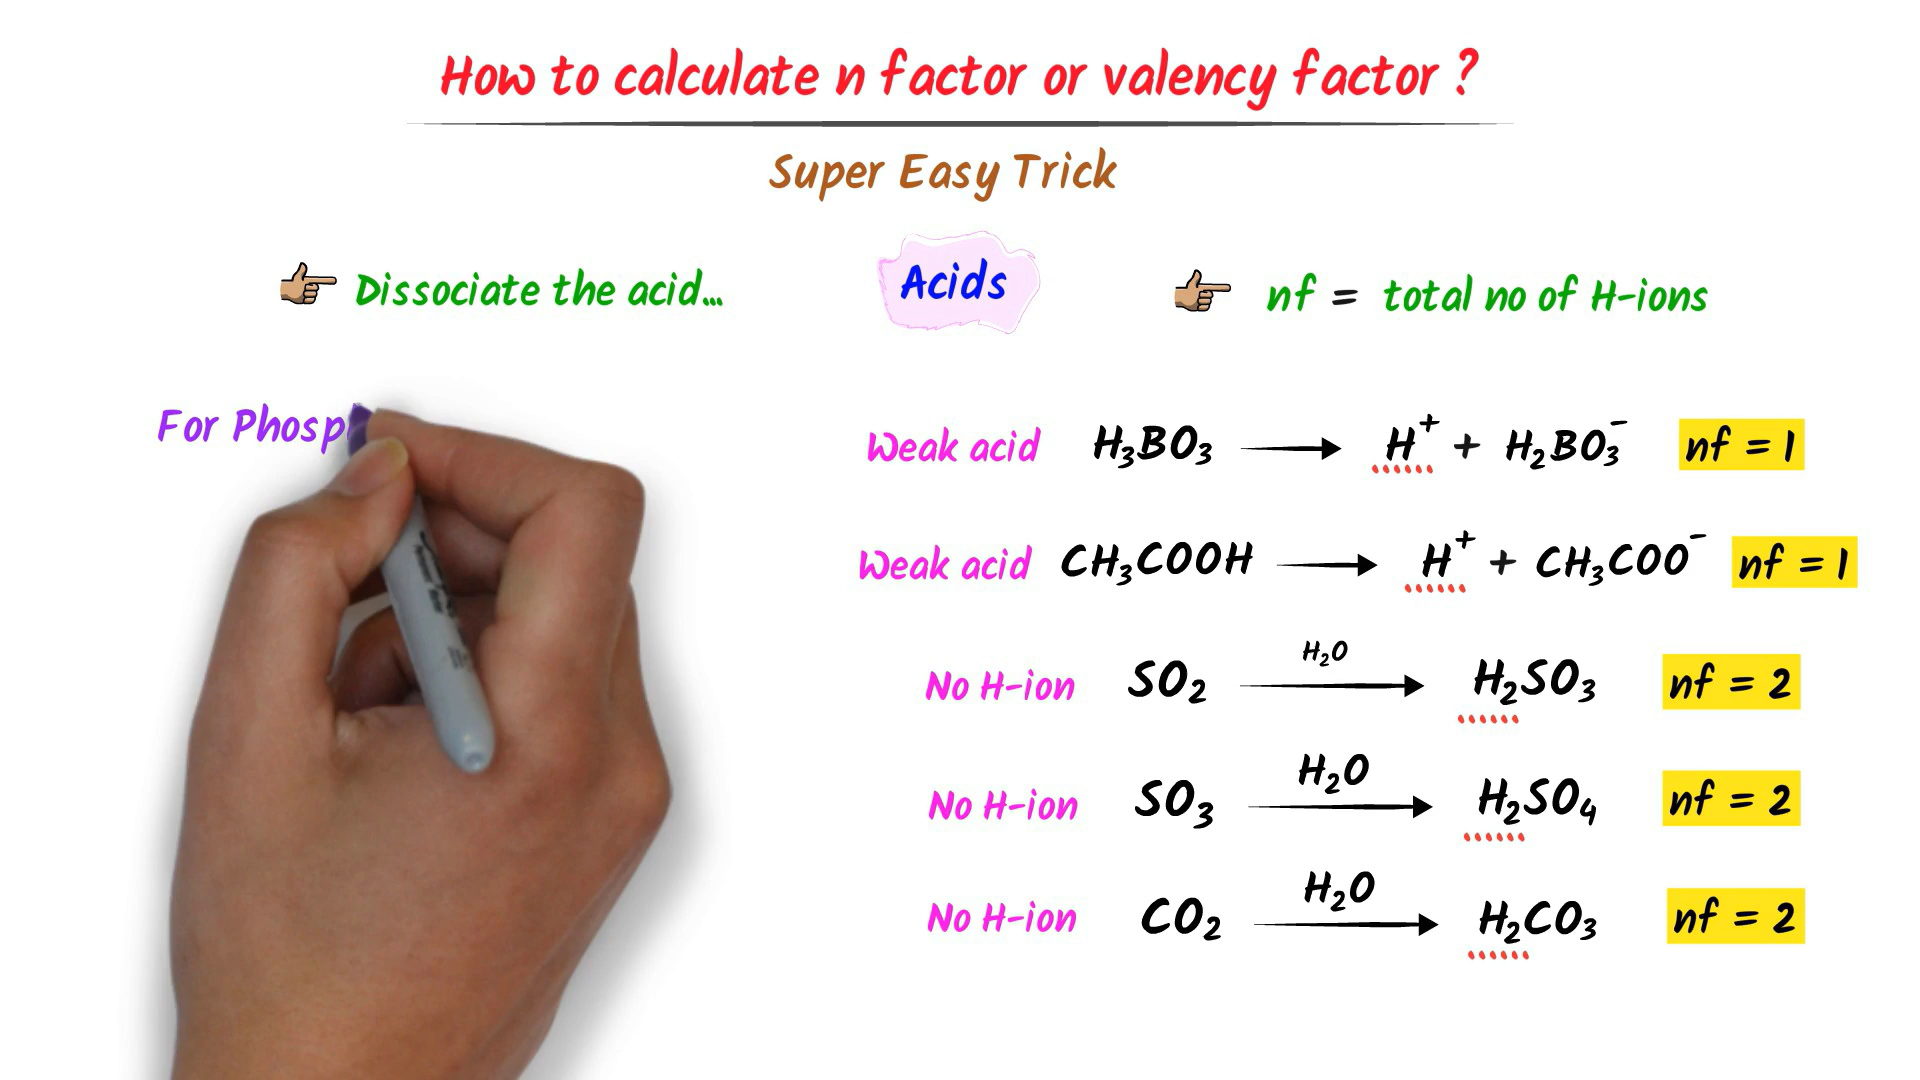 How to calculate n factor or valency factor ?
Super Easy Trick
Dissociate the acid...
Acids
nf = total no of H-ions
For Phosp
Weak acid H₃BO₃ → H⁺ + H₂BO₃⁻ nf = 1
Weak acid CH₃COOH → H⁺ + CH₃COO⁻ nf = 1
H₂O
No H-ion SO₂ → H₂SO₃ nf = 2
H₂O
No H-ion SO₃ → H₂SO₄ nf = 2
H₂O
No H-ion CO₂ → H₂CO₃ nf = 2